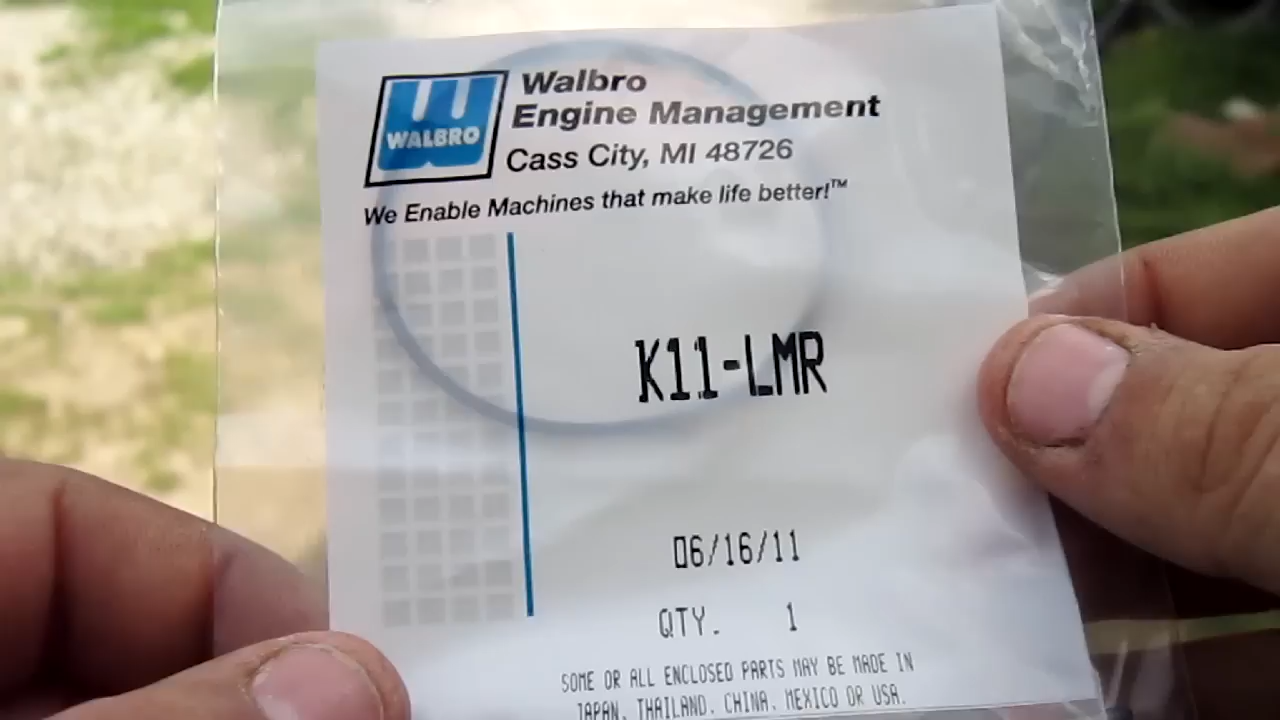 WALBRO
Walbro
Engine Management
Cass City, MI 48726
We Enable Machines that make life better!™
K11-LMR
06/16/11
QTY. 1
SOME OR ALL ENCLOSED PARTS MAY BE MADE IN
JAPAN, THAILAND, CHINA, MEXICO OR USA.